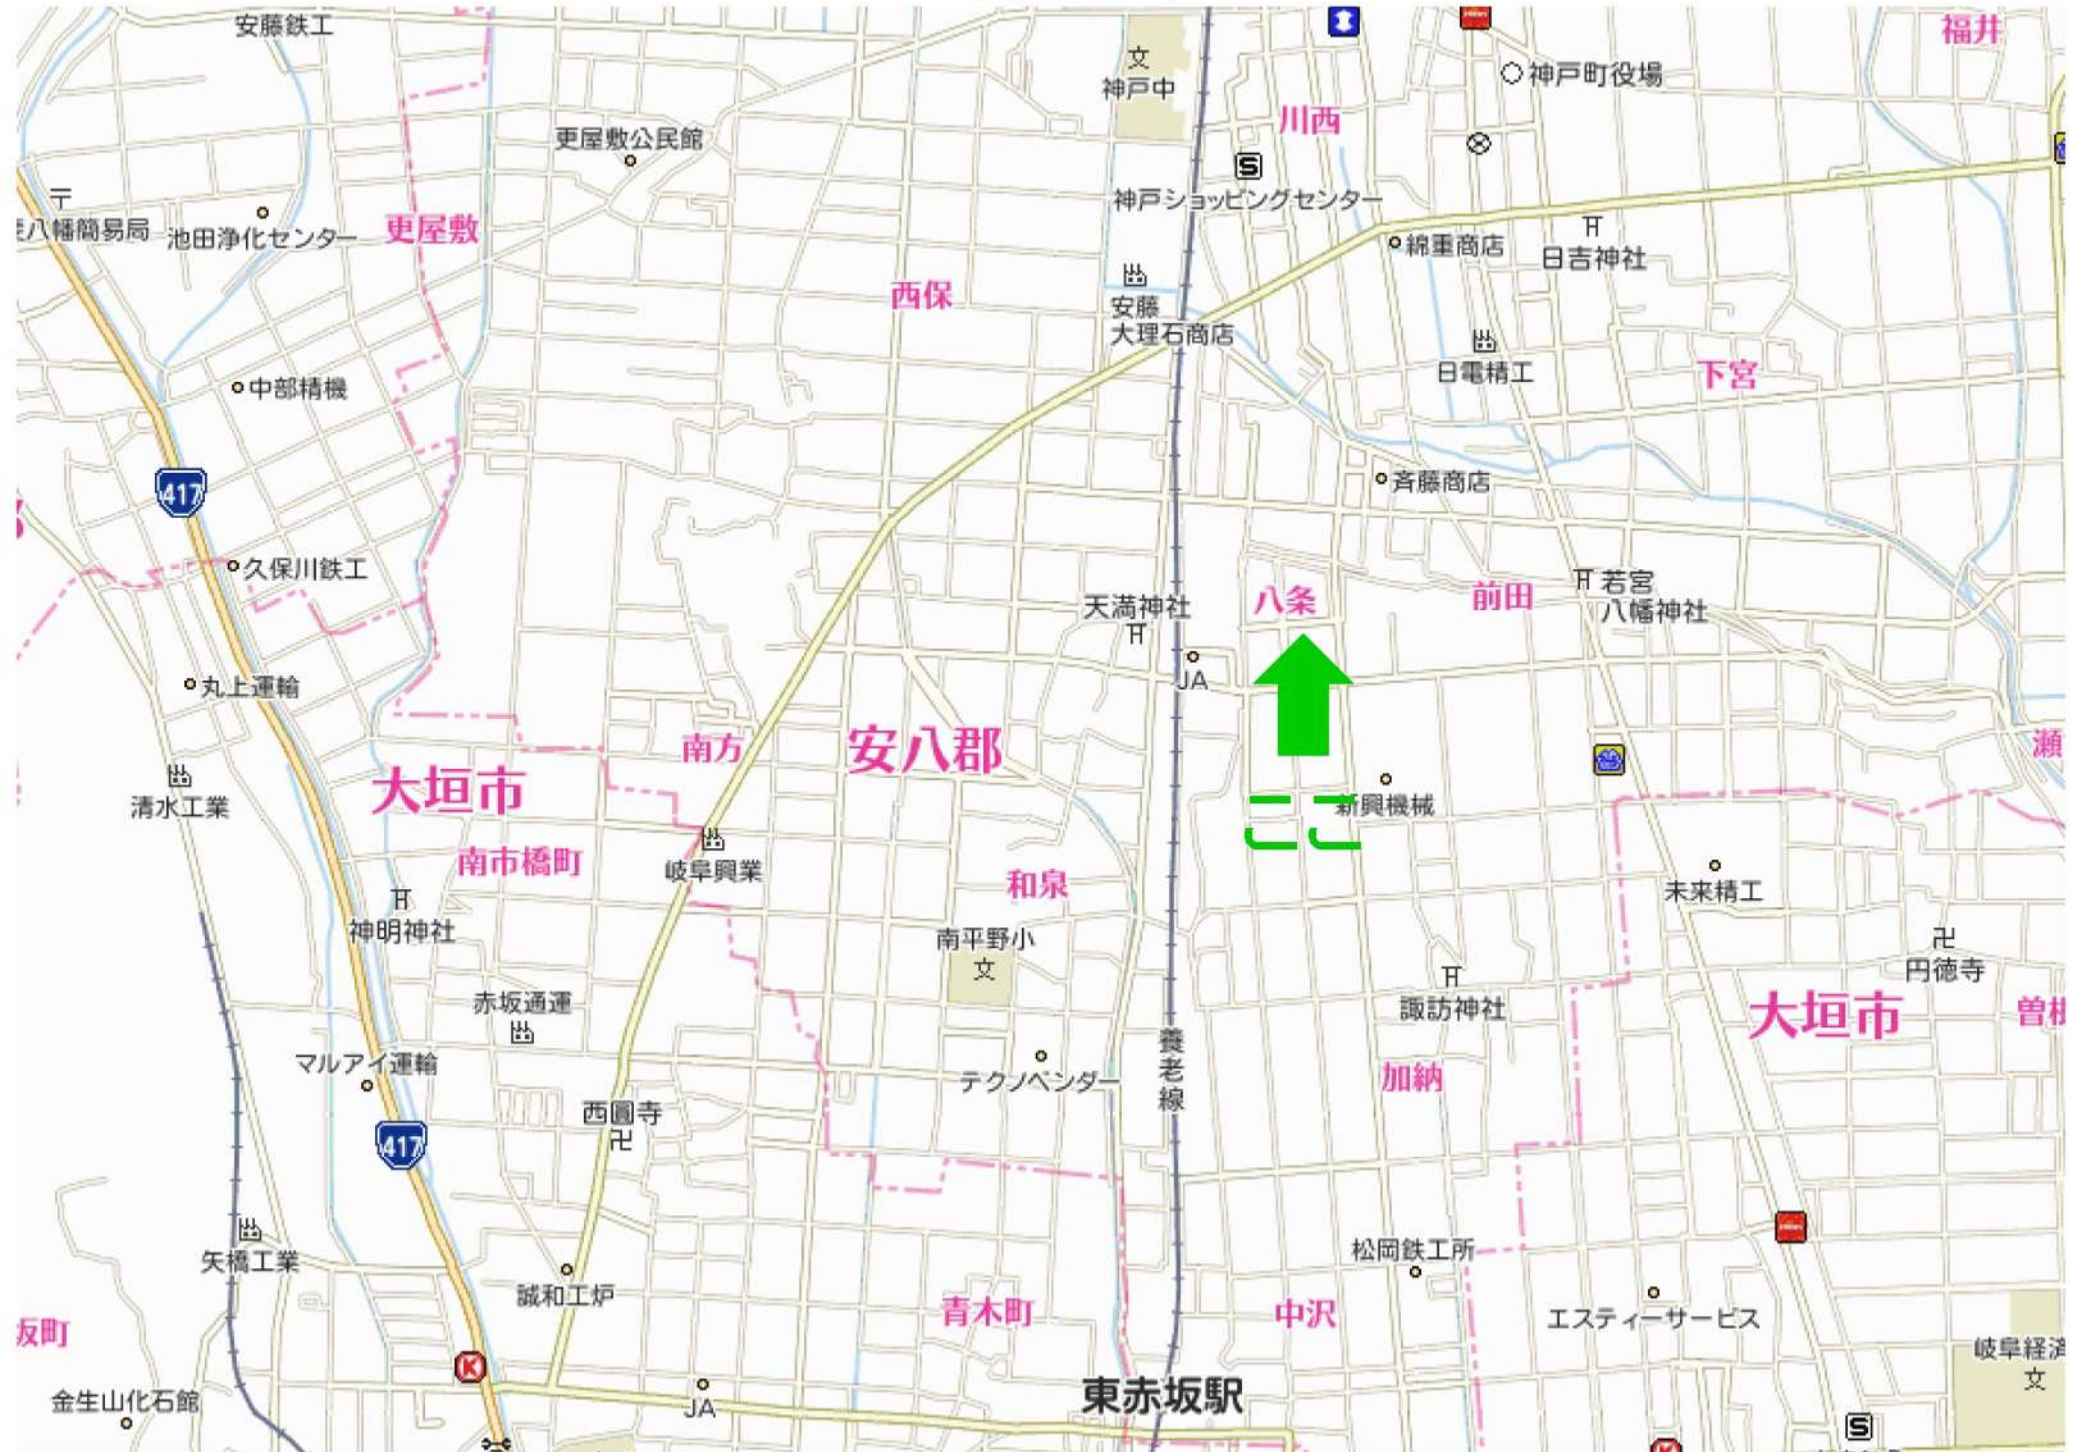 安藤鉄工
福井
文
神戸中
神戸町役場
川西
更屋敷公民館
S
神戸ショッピングセンター
〒
八幡簡易局
池田浄化センター
更屋敷
綿重商店
日吉神社
西保
安藤
大理石商店
日電精工
下宮
中部精機
417
斉藤商店
久保川鉄工
天満神社
八条
前田
若宮
八幡神社
JA
丸上運輸
南方
安八郡
瀬
大垣市
清水工業
新興機械
南市橋町
岐阜興業
和泉
未来精工
神明神社
南平野小
文
卍
円徳寺
赤坂通運
諏訪神社
大垣市
曽根
マルアイ運輸
養老線
テクノベンダー
加納
西圓寺
卍
417
矢橋工業
松岡鉄工所
誠和工炉
青木町
中沢
エスティーサービス
坂町
岐阜経済
文
K
東赤坂駅
金生山化石館
JA
S
K